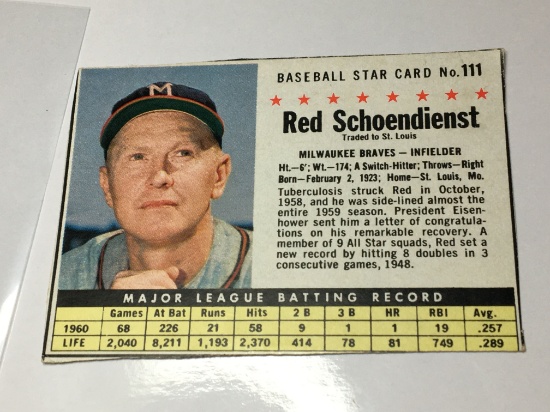 M
BASEBALL STAR CARD No. 111
Red Schoendienst
Traded to St. Louis
MILWAUKEE BRAVES — INFIELDER
Ht.—6'; Wt.—174; A Switch-Hitter; Throws—Right
Born—February 2, 1923; Home—St. Louis, Mo.
Tuberculosis struck Red in October,
1958, and he was side-lined almost the
entire 1959 season. President Eisen-
hower sent him a letter of congratula-
tions on his remarkable recovery. A
member of 9 All Star squads, Red set a
new record by hitting 8 doubles in 3
consecutive games, 1948.
MAJOR LEAGUE BATTING RECORD
Games At Bat Runs Hits 2 B 3 B HR RBI Avg.
1960 68 226 21 58 9 1 1 19 .257
LIFE 2,040 8,211 1,193 2,370 414 78 81 749 .289